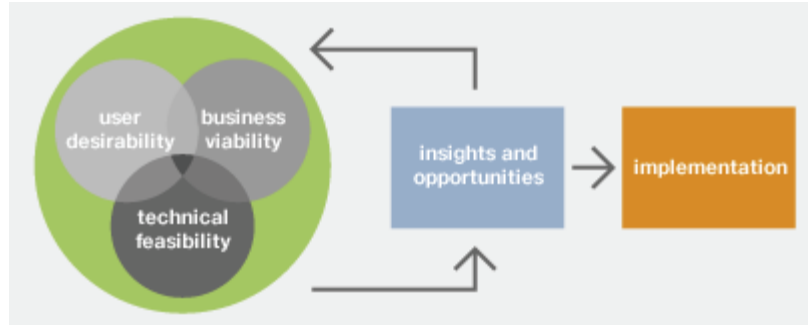 user
desirability
business
viability
technical
feasibility
insights and
opportunities
implementation